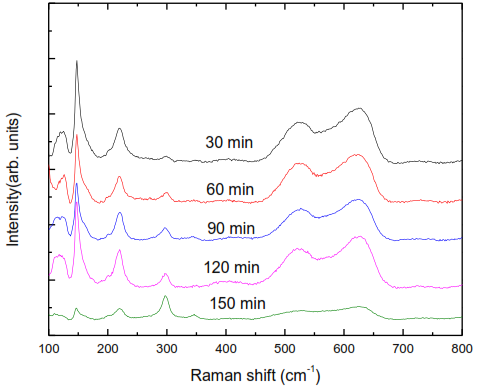 Intensity(arb. units)
30 min
60 min
90 min
120 min
150 min
100 200 300 400 500 600 700 800
Raman shift (cm⁻¹)